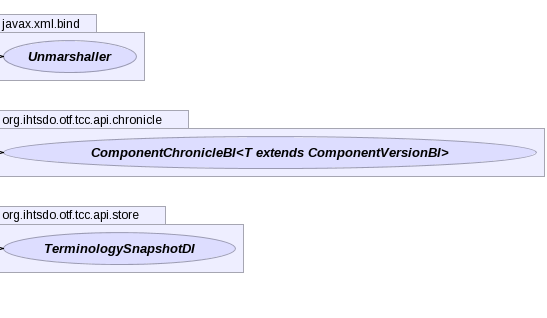 javax.xml.bind
Unmarshaller
org.ihtsdo.otf.tcc.api.chronicle
ComponentChronicleBI<T extends ComponentVersionBI>
org.ihtsdo.otf.tcc.api.store
TerminologySnapshotDI